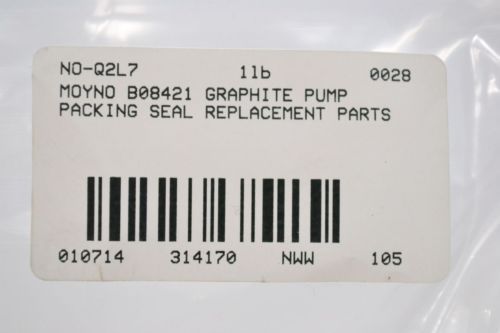 NO-Q2L7 1lb 0028
MOYNO B08421 GRAPHITE PUMP
PACKING SEAL REPLACEMENT PARTS
010714 314170 NWW 105